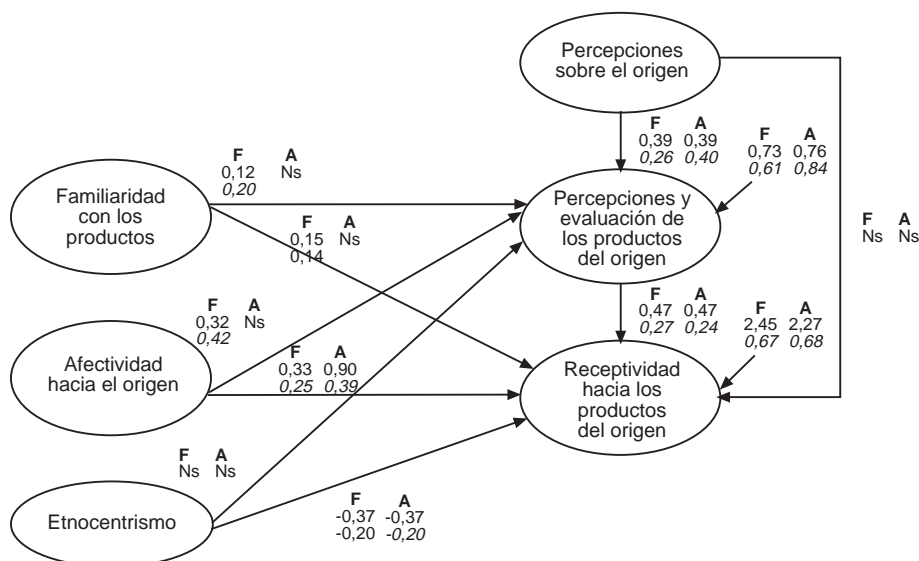 Percepciones
sobre el origen
F A
0,39 0,39
0,26 0,40
F A
0,73 0,76
0,61 0,84
F A
0,12 Ns
0,20
Familiaridad
con los
productos
Percepciones y
evaluación de
los productos
del origen
F A
0,15 Ns
0,14
F A
Ns Ns
F A
0,32 Ns
0,42
F A
0,47 0,47
0,27 0,24
F A
2,45 2,27
0,67 0,68
Afectividad
hacia el origen
F A
0,33 0,90
0,25 0,39
Receptividad
hacia los
productos
del origen
F A
Ns Ns
Etnocentrismo
F A
-0,37 -0,37
-0,20 -0,20